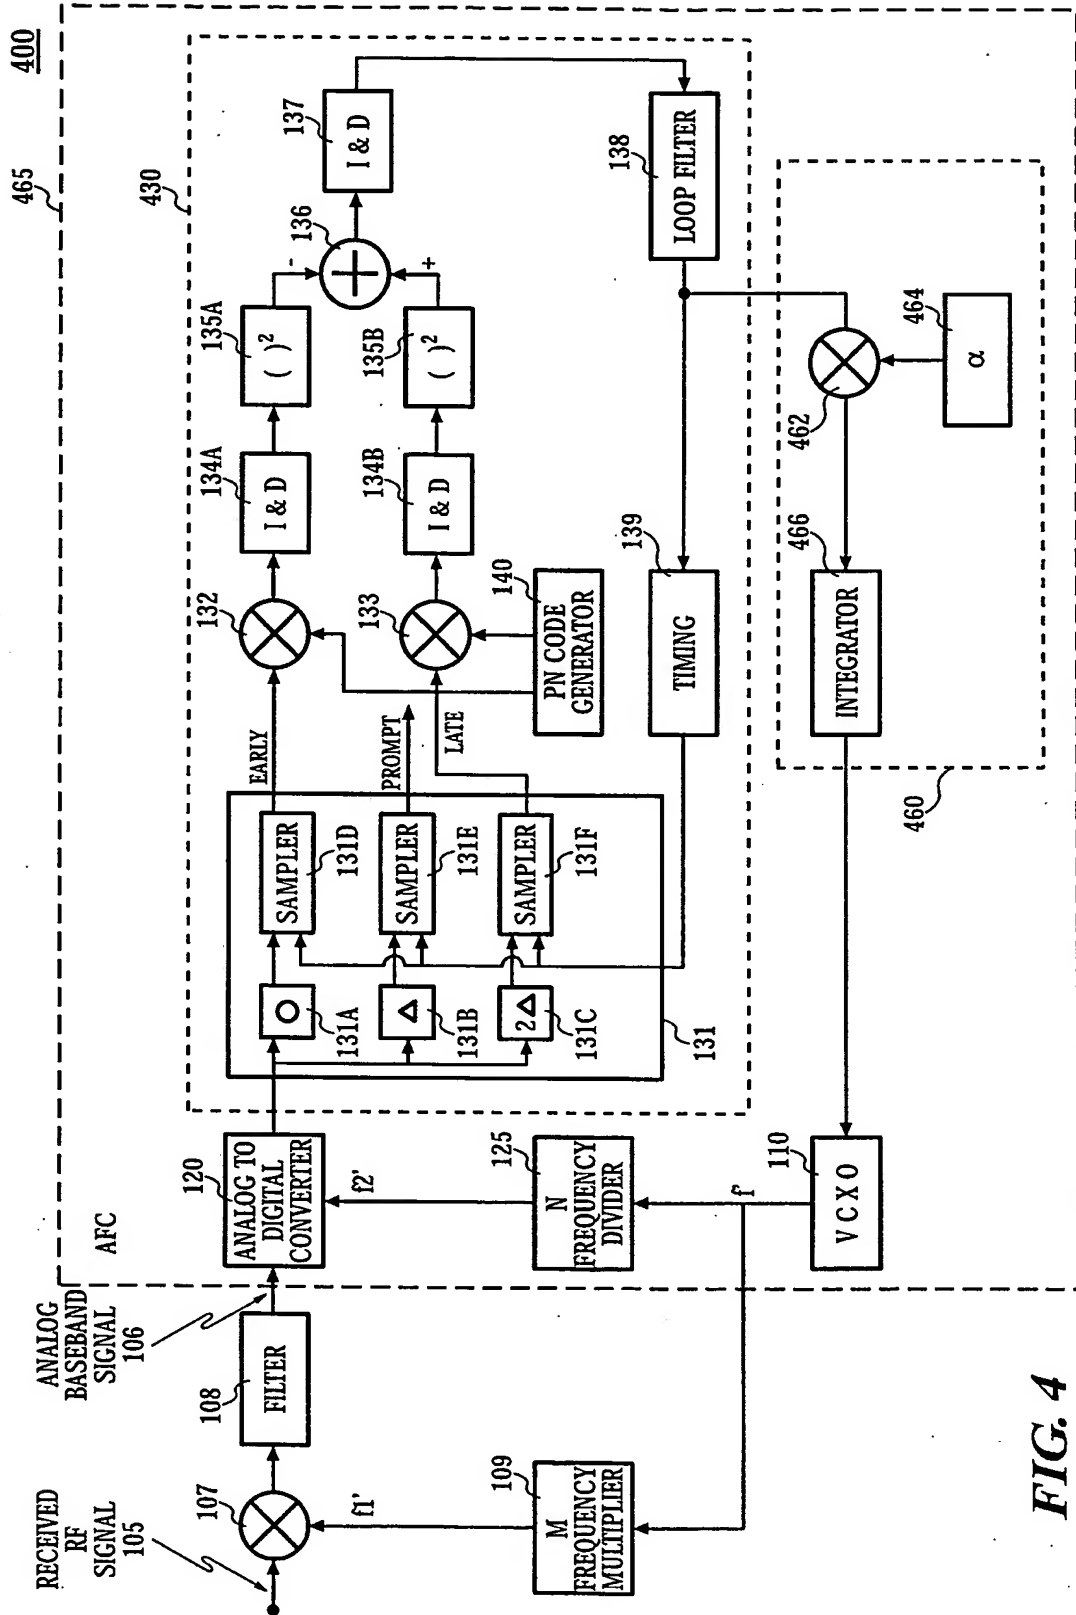 400
465
430
AFC
RECEIVED
RF
SIGNAL
105
107
f1'
M
FREQUENCY
MULTIPLIER
109
FILTER
108
ANALOG
BASEBAND
SIGNAL
106
ANALOG TO
DIGITAL
CONVERTER
120
f2'
N
FREQUENCY
DIVIDER
125
f'
V C X O
110
O
131A
Δ
131B
2Δ
131C
131
SAMPLER
131D
SAMPLER
131E
SAMPLER
131F
EARLY
PROMPT
LATE
132
133
PN CODE
GENERATOR
140
I & D
134A
I & D
134B
( )²
135A
( )²
135B
-
+
136
I & D
137
LOOP FILTER
138
TIMING
139
462
α
464
INTEGRATOR
466
460
FIG. 4